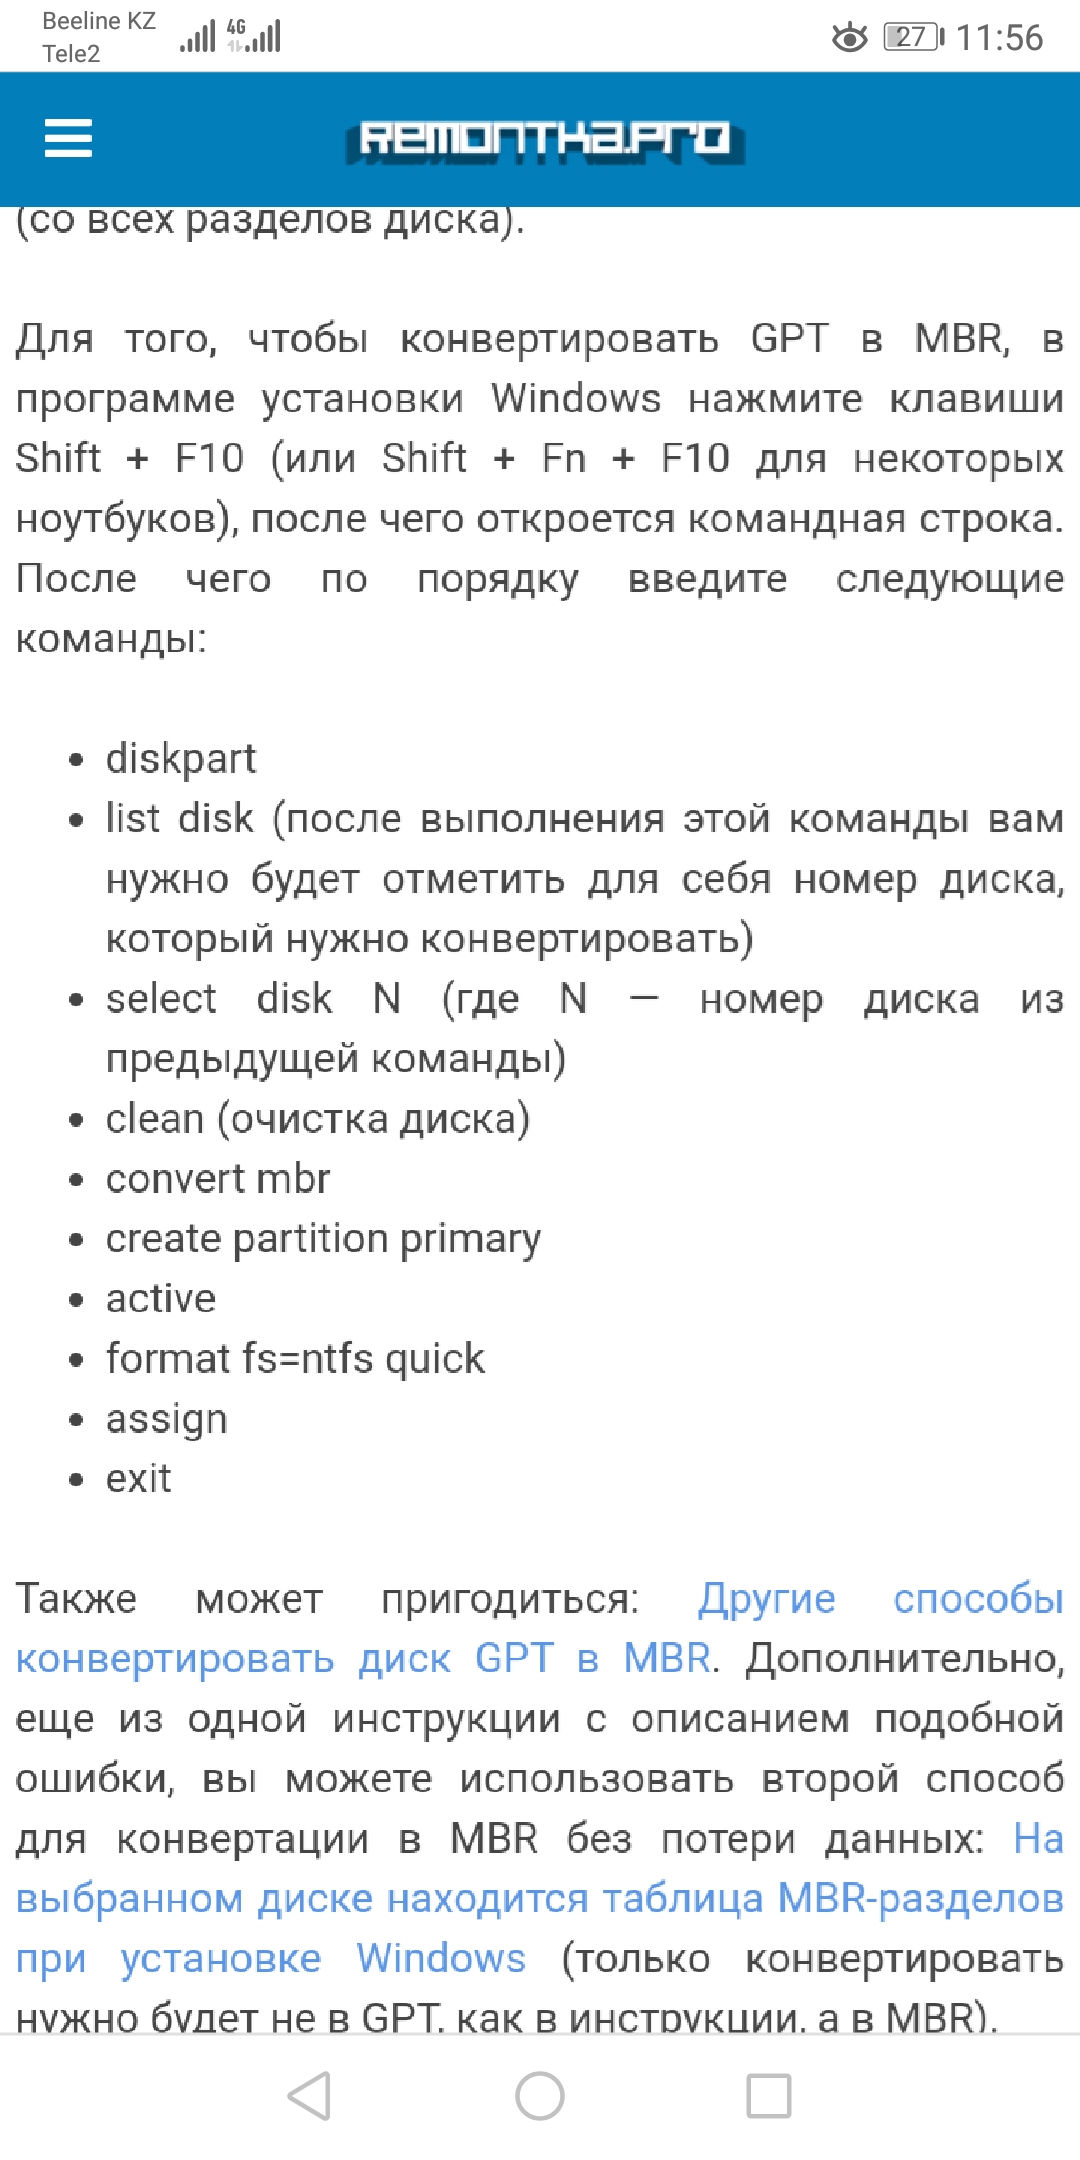 Beeline KZ
Tele2
4G
27
11:56
remontka.pro
(со всех разделов диска).
Для того, чтобы конвертировать GPT в MBR, в
программе установки Windows нажмите клавиши
Shift + F10 (или Shift + Fn + F10 для некоторых
ноутбуков), после чего откроется командная строка.
После чего по порядку введите следующие
команды:
• diskpart
• list disk (после выполнения этой команды вам
нужно будет отметить для себя номер диска,
который нужно конвертировать)
• select disk N (где N — номер диска из
предыдущей команды)
• clean (очистка диска)
• convert mbr
• create partition primary
• active
• format fs=ntfs quick
• assign
• exit
Также может пригодиться: Другие способы
конвертировать диск GPT в MBR. Дополнительно,
еще из одной инструкции с описанием подобной
ошибки, вы можете использовать второй способ
для конвертации в MBR без потери данных: На
выбранном диске находится таблица MBR-разделов
при установке Windows (только конвертировать
нужно будет не в GPT, как в инструкции, а в MBR).